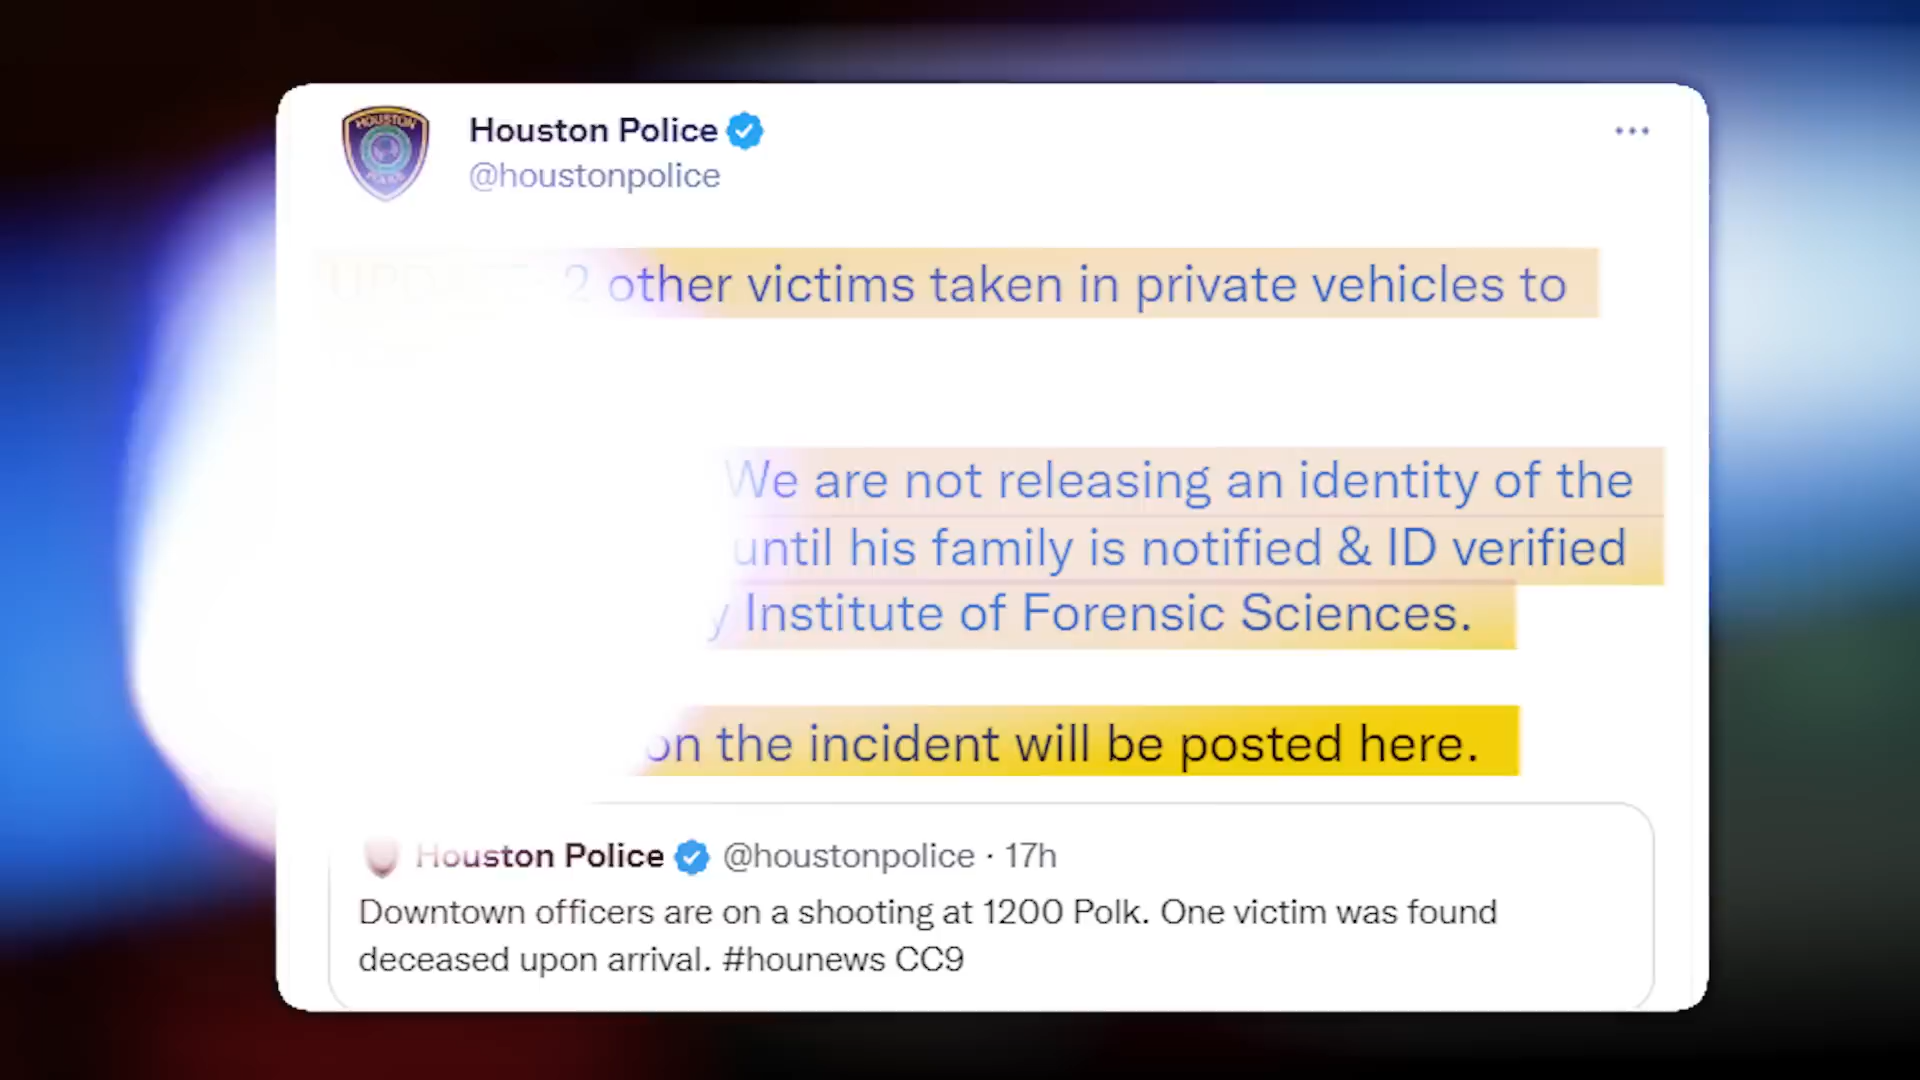 HOUSTON
Houston Police
@houstonpolice
2 other victims taken in private vehicles to
We are not releasing an identity of the
until his family is notified & ID verified
Institute of Forensic Sciences.
on the incident will be posted here.
Houston Police @houstonpolice · 17h
Downtown officers are on a shooting at 1200 Polk. One victim was found
deceased upon arrival. #hounews CC9